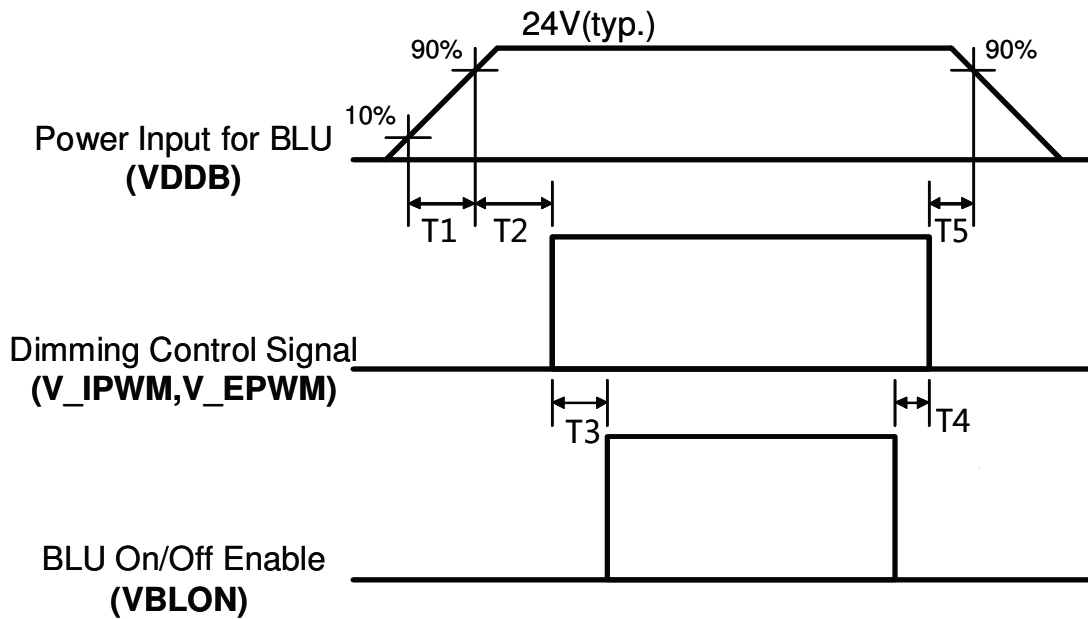 24V(typ.)
90%
90%
10%
Power Input for BLU
(VDDB)
T1
T2
T5
Dimming Control Signal
(V_IPWM,V_EPWM)
T3
T4
BLU On/Off Enable
(VBLON)